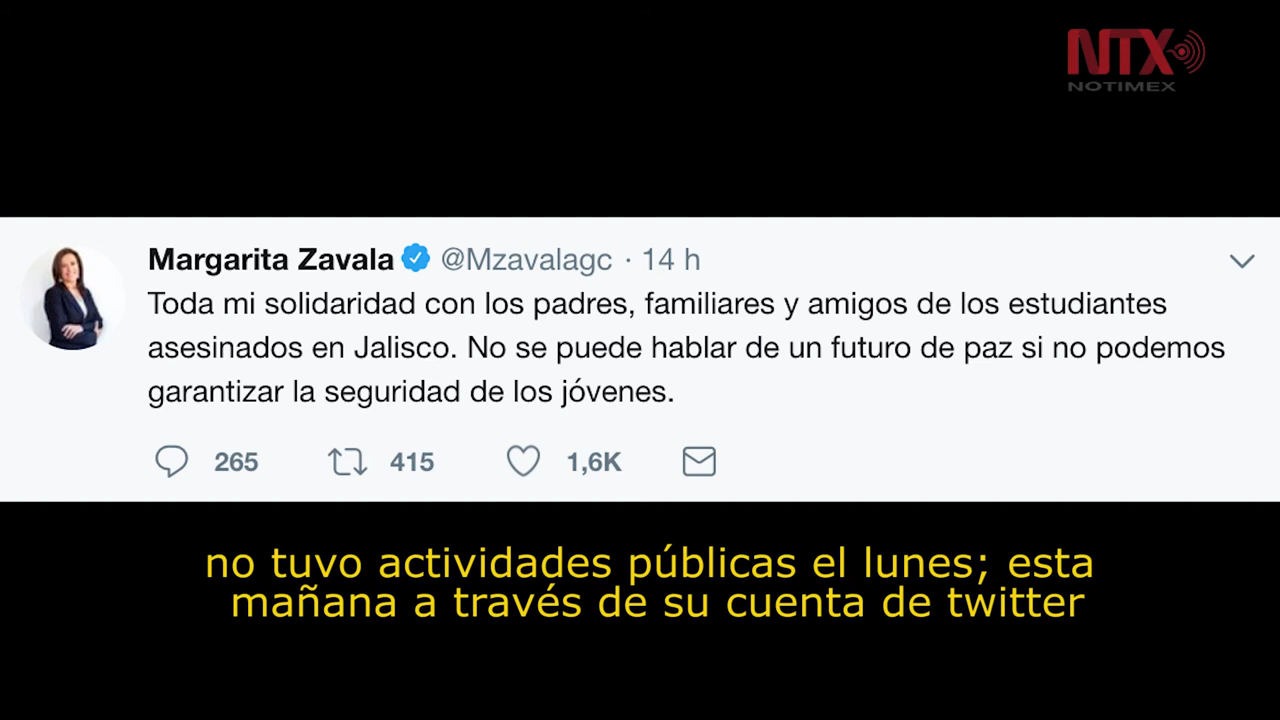 NTX
NOTIMEX
Margarita Zavala @Mzavalagc · 14 h
Toda mi solidaridad con los padres, familiares y amigos de los estudiantes
asesinados en Jalisco. No se puede hablar de un futuro de paz si no podemos
garantizar la seguridad de los jóvenes.
265 415 1,6K
no tuvo actividades públicas el lunes; esta
mañana a través de su cuenta de twitter